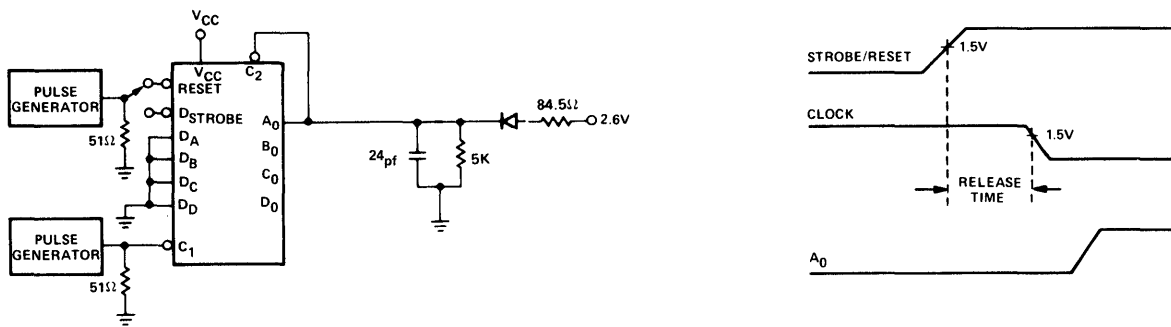 VCC
PULSE
GENERATOR
51Ω
VCC
C2
RESET
DSTROBE
DA
DB
DC
DD
A0
B0
C0
D0
C1
24pf
5K
84.5Ω
2.6V
PULSE
GENERATOR
51Ω
STROBE/RESET
1.5V
CLOCK
1.5V
RELEASE
TIME
A0